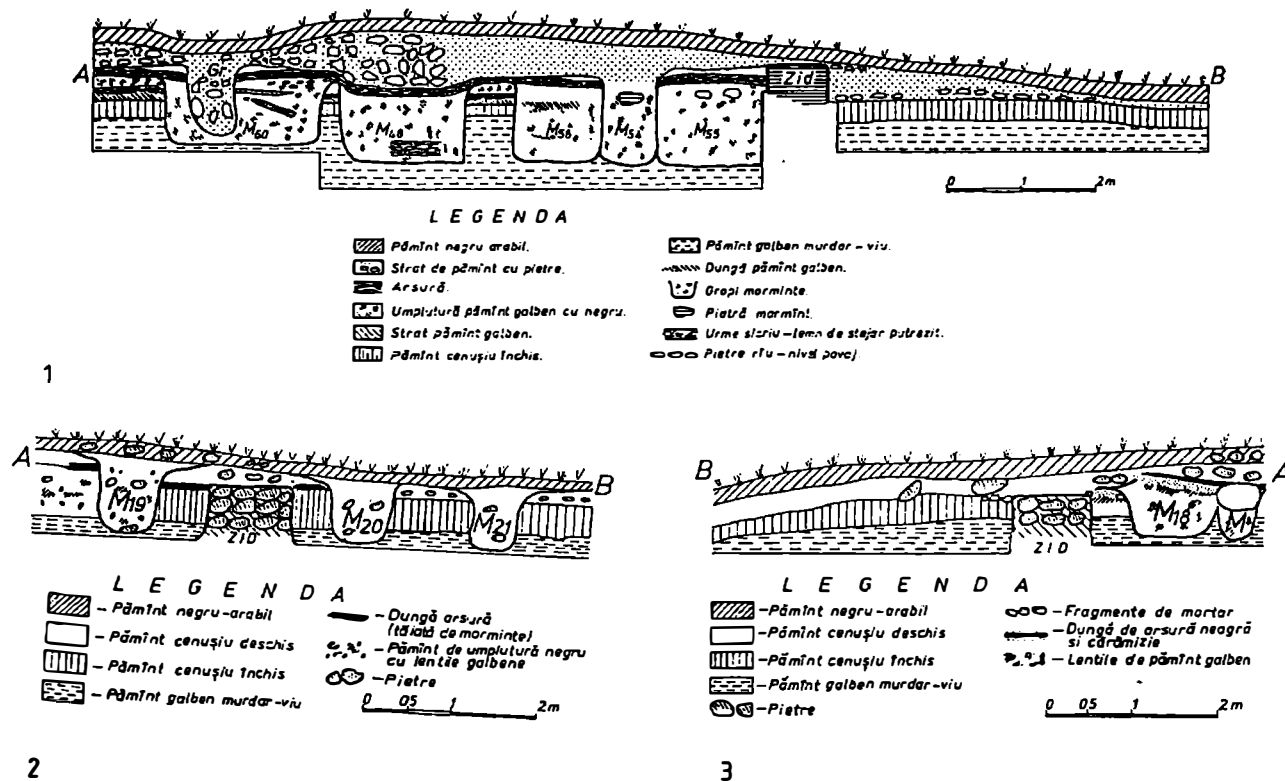 A
Gr.
M60
M48
M56
M54
M55
Zid
B
0 1 2m
LEGENDA
Pămînt negru arabil.
Strat de pămînt cu pietre.
Arsură.
Umplutură pămînt galben cu negru.
Strat pămînt galben.
Pămînt cenușiu închis.
Pămînt galben murdar-viu.
Dungă pămînt galben.
Gropi morminte.
Piatră mormînt.
Urme sicriu-lemn de stejar putrezit.
Pietre rîu-nivel pavaj.
1
A
M19
ZID
M20
M21
B
LEGENDA
-Pămînt negru-arabil
-Pămînt cenușiu deschis
-Pămînt cenușiu închis
-Pămînt galben murdar-viu
-Dungă arsură
(tăiată de morminte)
-Pămînt de umplutură negru
cu lentile galbene
-Pietre
0 0,5 1 2m
2
B
ZID
M18
M
A
LEGENDA
-Pămînt negru-arabil
-Pămînt cenușiu deschis
-Pămînt cenușiu închis
-Pămînt galben murdar-viu
-Pietre
-Fragmente de mortar
-Dungă de arsură neagră
si cărămizie
-Lentile de pămînt galben
0 0,5 1 2m
3